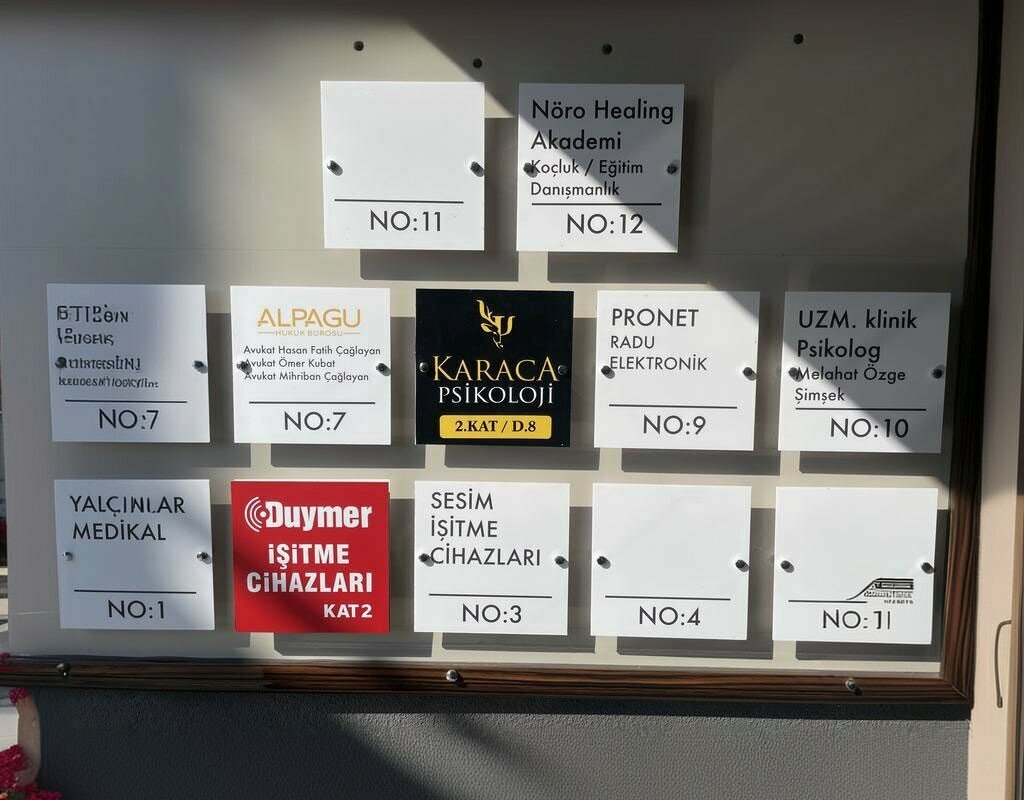 NO:11
Nöro Healing
Akademi
Koçluk / Eğitim
Danışmanlık
NO:12
NO:7
ALPAGU
HUKUK BÜROSU
Avukat Hasan Fatih Çağlayan
Avukat Ömer Kubat
Avukat Mihriban Çağlayan
NO:7
KARACA
PSİKOLOJİ
2.KAT / D.8
PRONET
RADU
ELEKTRONİK
NO:9
UZM. klinik
Psikolog
Melahat Özge
Şimşek
NO:10
YALÇINLAR
MEDİKAL
NO:1
Duymer
İŞİTME
CİHAZLARI
KAT2
SESİM
İŞİTME
CİHAZLARI
NO:3
NO:4